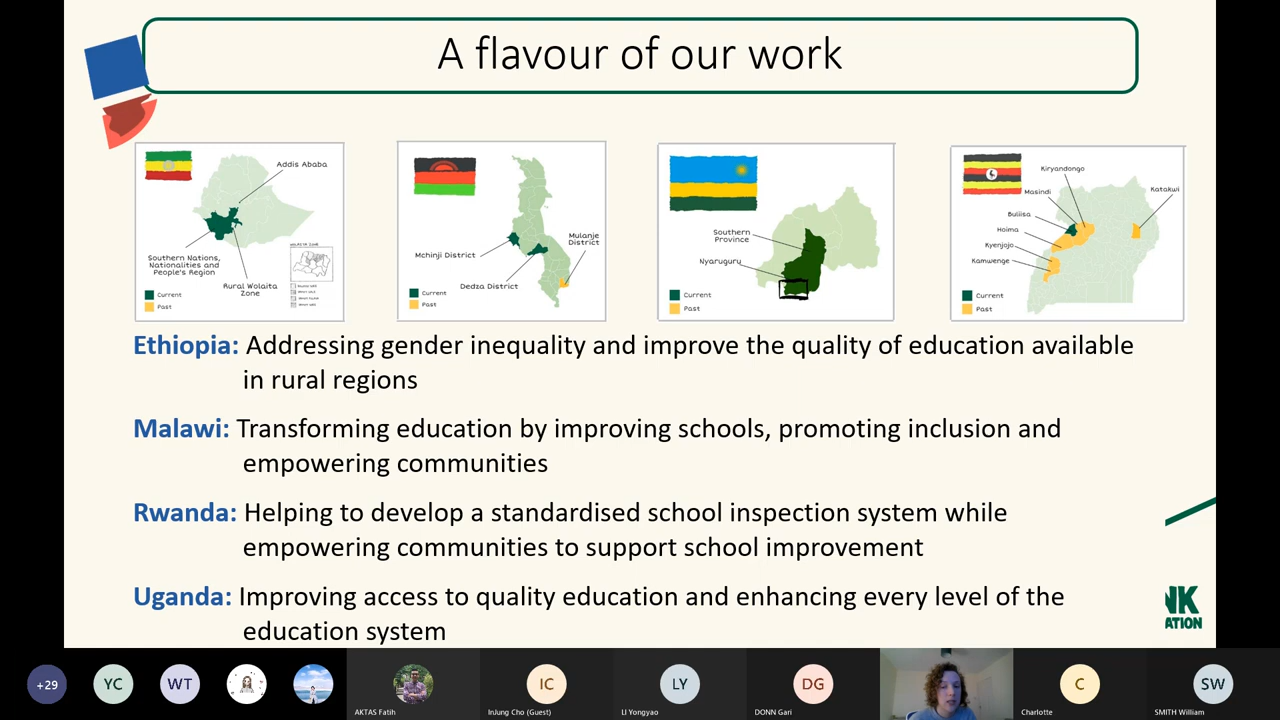 A flavour of our work
Addis Ababa
Southern Nations,
Nationalities and
People's Region
Rural Wolaita
Zone
Current
Past
Mchinji District
Mulanje
District
Dedza District
Current
Past
Southern
Province
Nyaruguru
Current
Past
Kiryandongo
Masindi
Katakwi
Buliisa
Hoima
Kyenjojo
Kamwenge
Current
Past
Ethiopia: Addressing gender inequality and improve the quality of education available
in rural regions
Malawi: Transforming education by improving schools, promoting inclusion and
empowering communities
Rwanda: Helping to develop a standardised school inspection system while
empowering communities to support school improvement
Uganda: Improving access to quality education and enhancing every level of the
education system
NK
ATION
+29
YC
WT
AKTAS Fatih
IC
InJung Cho (Guest)
LY
LI Yongyao
DG
DONN Gari
C
Charlotte
SW
SMITH William